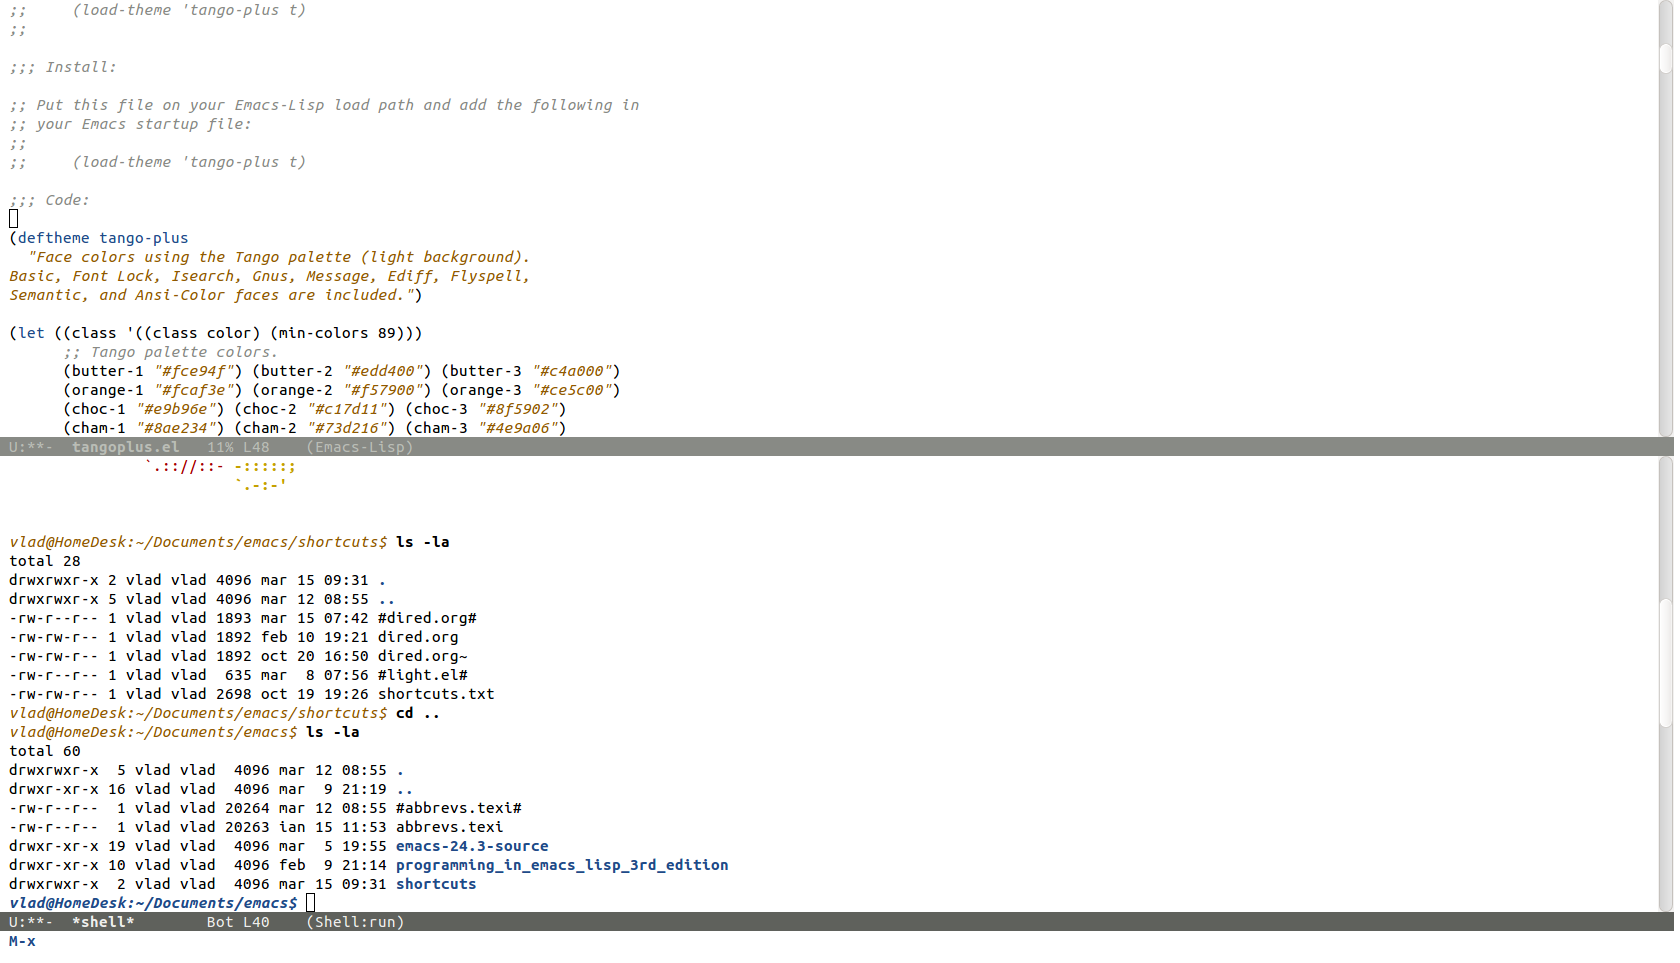 ;;     (load-theme 'tango-plus t)
;;
;;; Install:
;; Put this file on your Emacs-Lisp load path and add the following in
;; your Emacs startup file:
;;
;;     (load-theme 'tango-plus t)
;;; Code:
(deftheme tango-plus
  "Face colors using the Tango palette (light background).
Basic, Font Lock, Isearch, Gnus, Message, Ediff, Flyspell,
Semantic, and Ansi-Color faces are included.")
(let ((class '((class color) (min-colors 89)))
      ;; Tango palette colors.
      (butter-1 "#fce94f") (butter-2 "#edd400") (butter-3 "#c4a000")
      (orange-1 "#fcaf3e") (orange-2 "#f57900") (orange-3 "#ce5c00")
      (choc-1 "#e9b96e") (choc-2 "#c17d11") (choc-3 "#8f5902")
      (cham-1 "#8ae234") (cham-2 "#73d216") (cham-3 "#4e9a06")
U:**-  tangoplus.el   11% L48    (Emacs-Lisp)
               `.:://::- -:::::;
                         `.-:-'
vlad@HomeDesk:~/Documents/emacs/shortcuts$ ls -la
total 28
drwxrwxr-x 2 vlad vlad 4096 mar 15 09:31 .
drwxrwxr-x 5 vlad vlad 4096 mar 12 08:55 ..
-rw-r--r-- 1 vlad vlad 1893 mar 15 07:42 #dired.org#
-rw-rw-r-- 1 vlad vlad 1892 feb 10 19:21 dired.org
-rw-rw-r-- 1 vlad vlad 1892 oct 20 16:50 dired.org~
-rw-r--r-- 1 vlad vlad  635 mar  8 07:56 #light.el#
-rw-rw-r-- 1 vlad vlad 2698 oct 19 19:26 shortcuts.txt
vlad@HomeDesk:~/Documents/emacs/shortcuts$ cd ..
vlad@HomeDesk:~/Documents/emacs$ ls -la
total 60
drwxrwxr-x  5 vlad vlad  4096 mar 12 08:55 .
drwxr-xr-x 16 vlad vlad  4096 mar  9 21:19 ..
-rw-r--r--  1 vlad vlad 20264 mar 12 08:55 #abbrevs.texi#
-rw-r--r--  1 vlad vlad 20263 ian 15 11:53 abbrevs.texi
drwxr-xr-x 19 vlad vlad  4096 mar  5 19:55 emacs-24.3-source
drwxr-xr-x 10 vlad vlad  4096 feb  9 21:14 programming_in_emacs_lisp_3rd_edition
drwxrwxr-x  2 vlad vlad  4096 mar 15 09:31 shortcuts
vlad@HomeDesk:~/Documents/emacs$
U:**-  *shell*        Bot L40    (Shell:run)
M-x